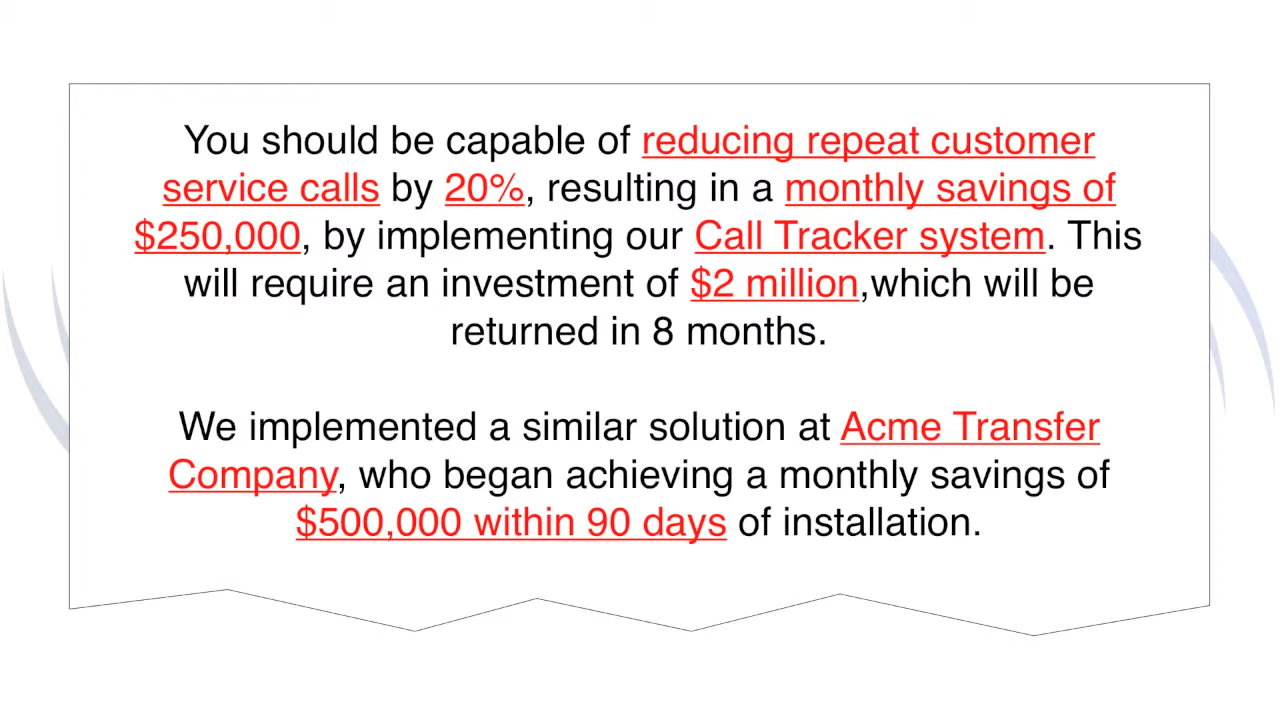 You should be capable of reducing repeat customer
service calls by 20%, resulting in a monthly savings of
$250,000, by implementing our Call Tracker system. This
will require an investment of $2 million,which will be
returned in 8 months.
We implemented a similar solution at Acme Transfer
Company, who began achieving a monthly savings of
$500,000 within 90 days of installation.